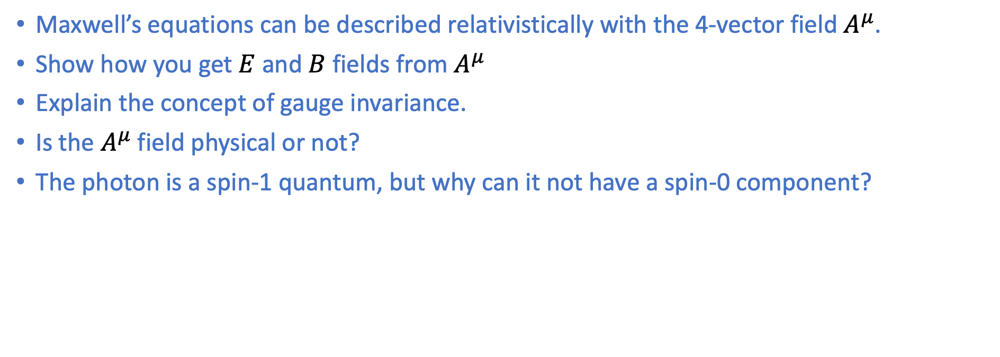 • Maxwell’s equations can be described relativistically with the 4-vector field 𝐴^𝜇.
• Show how you get 𝐸 and 𝐵 fields from 𝐴^𝜇
• Explain the concept of gauge invariance.
• Is the 𝐴^𝜇 field physical or not?
• The photon is a spin-1 quantum, but why can it not have a spin-0 component?